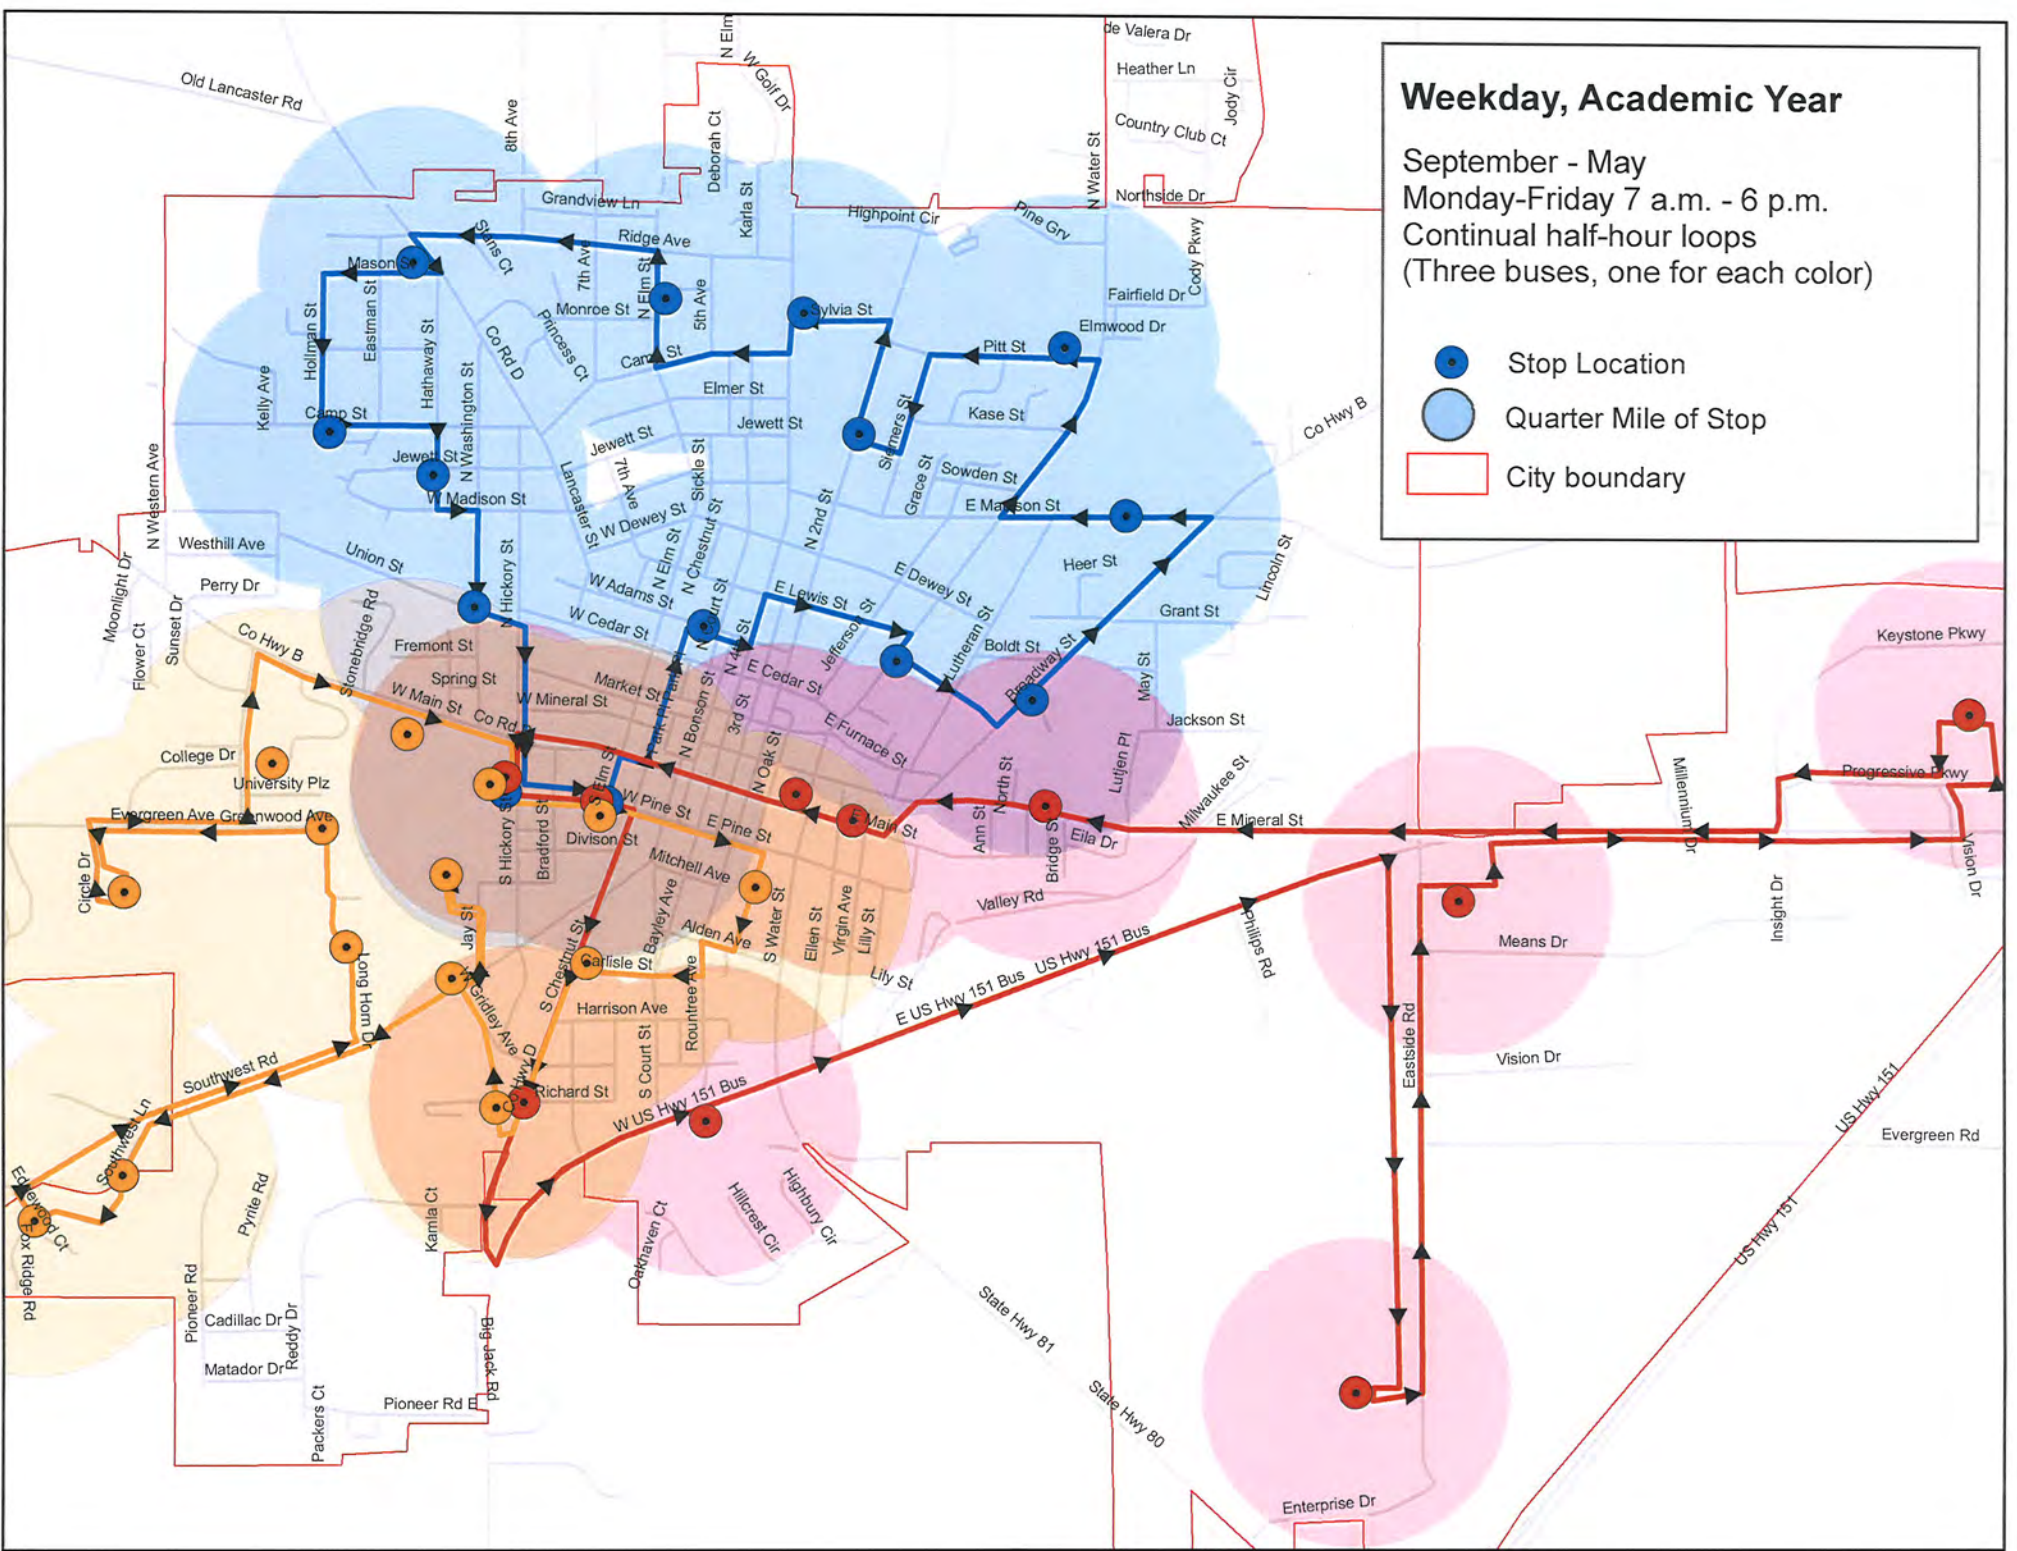 Weekday, Academic Year
September - May
Monday-Friday 7 a.m. - 6 p.m.
Continual half-hour loops
(Three buses, one for each color)
Stop Location
Quarter Mile of Stop
City boundary
de Valera Dr
Heather Ln
Jody Cir
Country Club Ct
N Water St
Northside Dr
Cody Pkwy
N Elm
W Golf Dr
Old Lancaster Rd
8th Ave
Deborah Ct
Karla St
Grandview Ln
Highpoint Cir
Pine Grv
Stans Ct
Ridge Ave
7th Ave
N Elm St
5th Ave
Mason St
Monroe St
Sylvia St
Fairfield Dr
Elmwood Dr
Hollman St
Eastman St
Hathaway St
Co Rd D
Princess Ct
Pitt St
Kelly Ave
N Washington St
Elmer St
Camp St
Jewett St
Jewett St
Jewett St
Siemers St
Kase St
Co Hwy B
N Western Ave
W Madison St
Lancaster St
7th Ave
Sickle St
Grace St
Sowden St
W Dewey St
N 2nd St
Westhill Ave
Union St
N Hickory St
N Elm St
N Chestnut St
E Dewey St
Heer St
Lincoln St
Moonlight Dr
Perry Dr
W Adams St
E Lewis St
Grant St
Flower Ct
Sunset Dr
Stonebridge Rd
W Cedar St
N 4th St
Jefferson St
Lutheran St
Boldt St
Broadway St
May St
Keystone Pkwy
Co Hwy B
Fremont St
Spring St
Market St
E Cedar St
W Main St
W Mineral St
Park Pl
N Bonson St
3rd St
E Furnace St
Jackson St
College Dr
University Plz
N Oak St
Lutjen Pl
Milwaukee St
Millennium Dr
Progressive Pkwy
Evergreen Ave
Greenwood Ave
S Elm St
W Pine St
E Pine St
E Main St
North St
Ann St
E Mineral St
Bridge St
Eila Dr
Circle Dr
S Hickory St
Bradford St
Divison St
Mitchell Ave
Vision Dr
Valley Rd
Philips Rd
Insight Dr
Jay St
S Chestnut St
Bayley Ave
Alden Ave
S Water St
Ellen St
Virgin Ave
Lilly St
Means Dr
Long Horn Dr
W Gridley Ave
Carlisle St
Rountree Ave
Lily St
E US Hwy 151 Bus
US Hwy 151 Bus
Harrison Ave
Eastside Rd
Vision Dr
Southwest Rd
S Court St
Richard St
W US Hwy 151 Bus
US Hwy 151
Evergreen Rd
Southwest Ln
Edgewood Ct
Fox Ridge Rd
Pyrite Rd
Kamla Ct
Oakhaven Ct
Hillcrest Cir
Highbury Cir
US Hwy 151
Pioneer Rd
Cadillac Dr
Reddy Dr
Matador Dr
Big Jack Rd
State Hwy 81
Packers Ct
Pioneer Rd E
State Hwy 80
Enterprise Dr